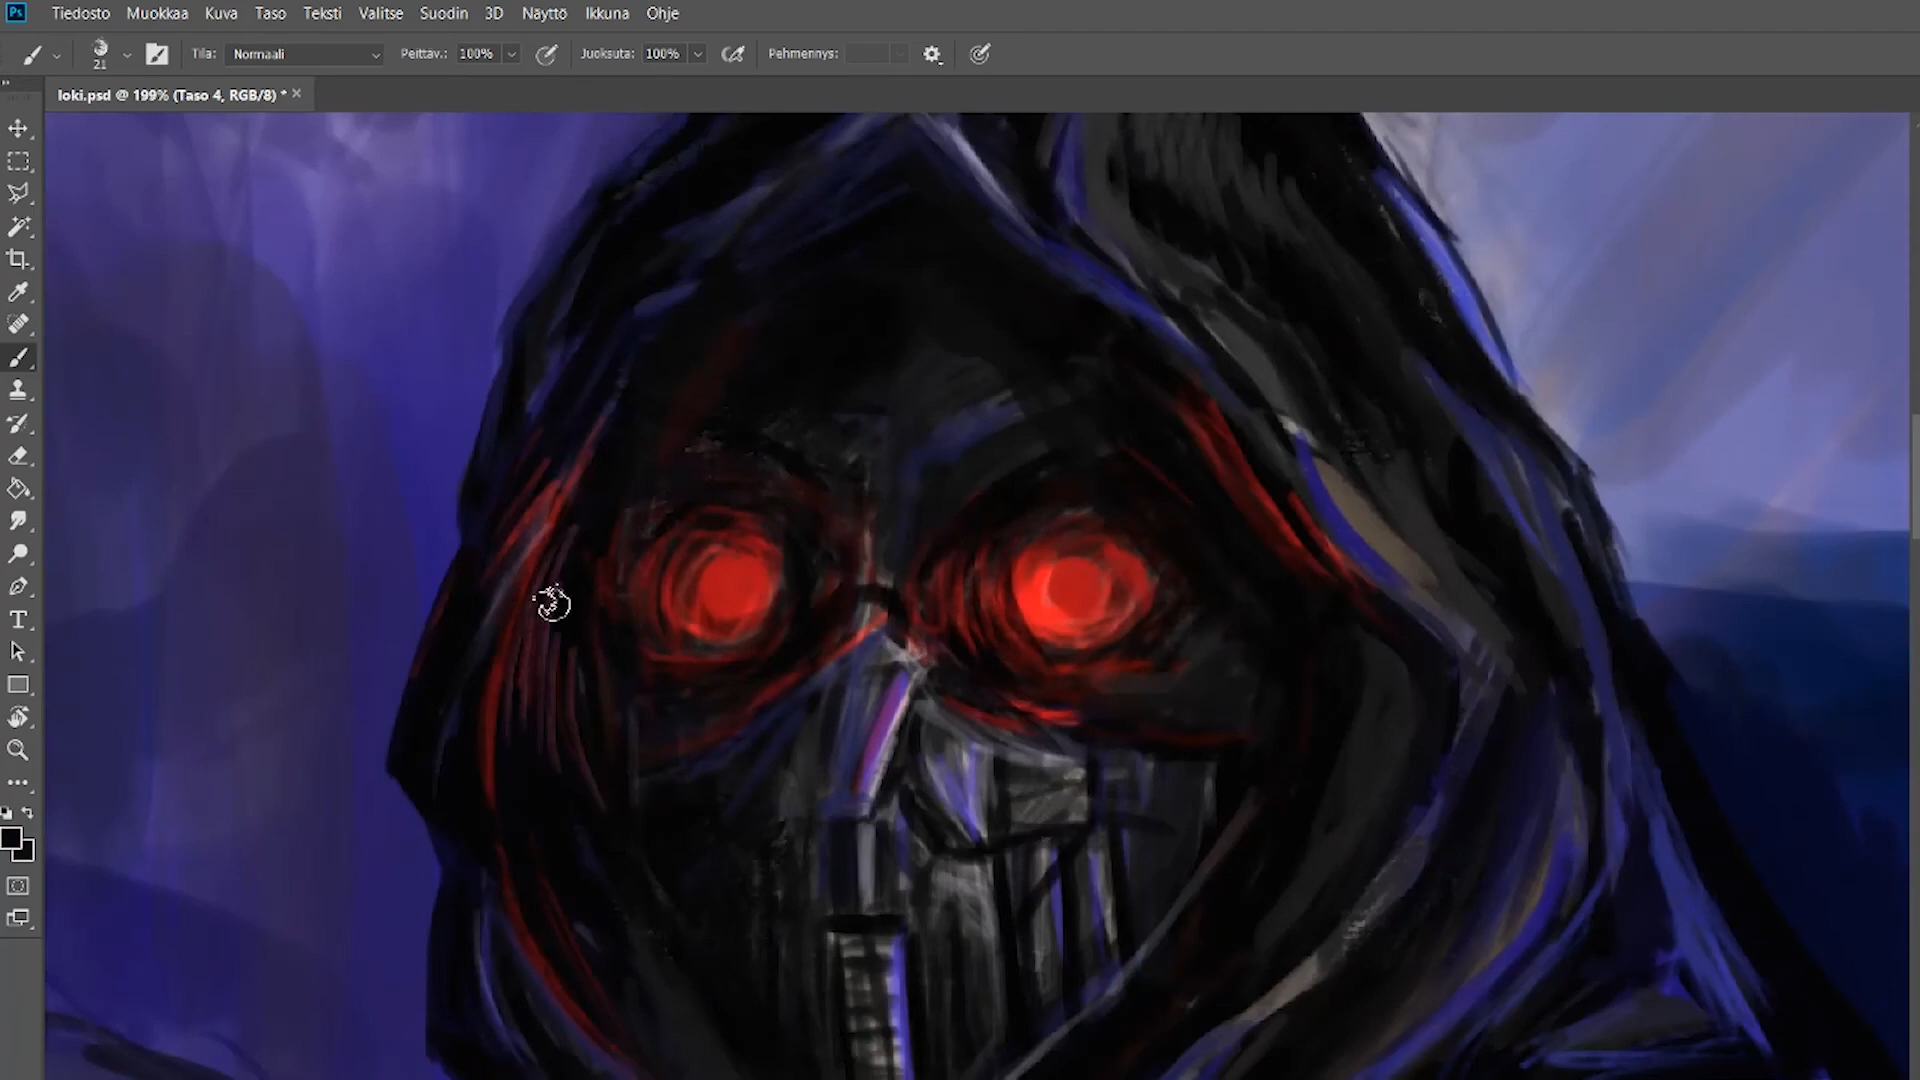 Ps Tiedosto Muokkaa Kuva Taso Teksti Valitse Suodin 3D Näyttö Ikkuna Ohje
21 Tila: Normaali Peittäv.: 100% Juoksuta: 100% Pehmennys:
loki.psd @ 199% (Taso 4, RGB/8) *